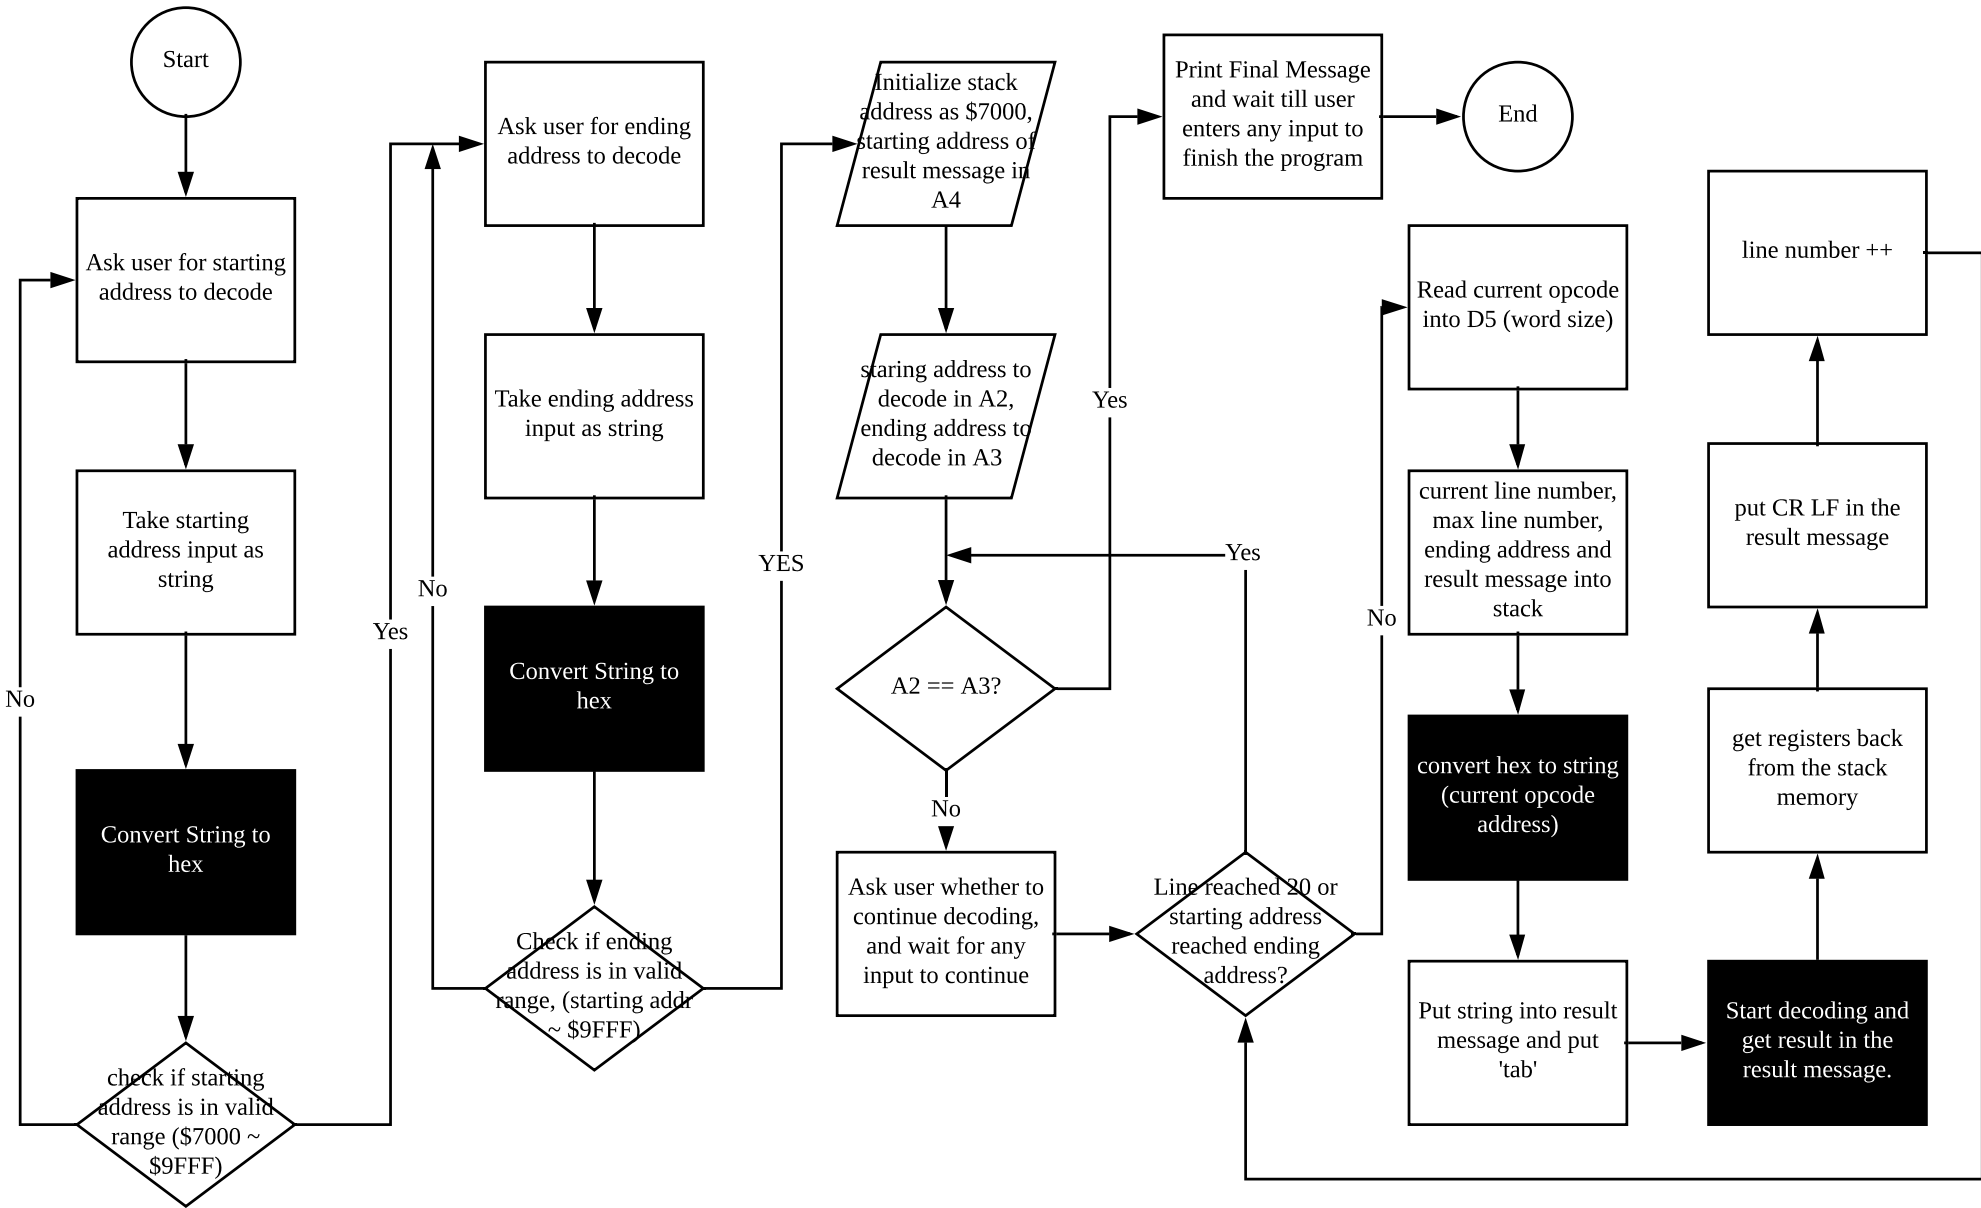 Start
Ask user for starting
address to decode
Take starting
address input as
string
Convert String to
hex
check if starting
address is in valid
range ($7000 ~
$9FFF)
No
Yes
Ask user for ending
address to decode
Take ending address
input as string
Convert String to
hex
Check if ending
address is in valid
range, (starting addr
~ $9FFF)
No
YES
Initialize stack
address as $7000,
starting address of
result message in
A4
staring address to
decode in A2,
ending address to
decode in A3
A2 == A3?
Yes
No
Print Final Message
and wait till user
enters any input to
finish the program
End
Ask user whether to
continue decoding,
and wait for any
input to continue
Line reached 20 or
starting address
reached ending
address?
Yes
No
Read current opcode
into D5 (word size)
current line number,
max line number,
ending address and
result message into
stack
convert hex to string
(current opcode
address)
Put string into result
message and put
'tab'
Start decoding and
get result in the
result message.
get registers back
from the stack
memory
put CR LF in the
result message
line number ++